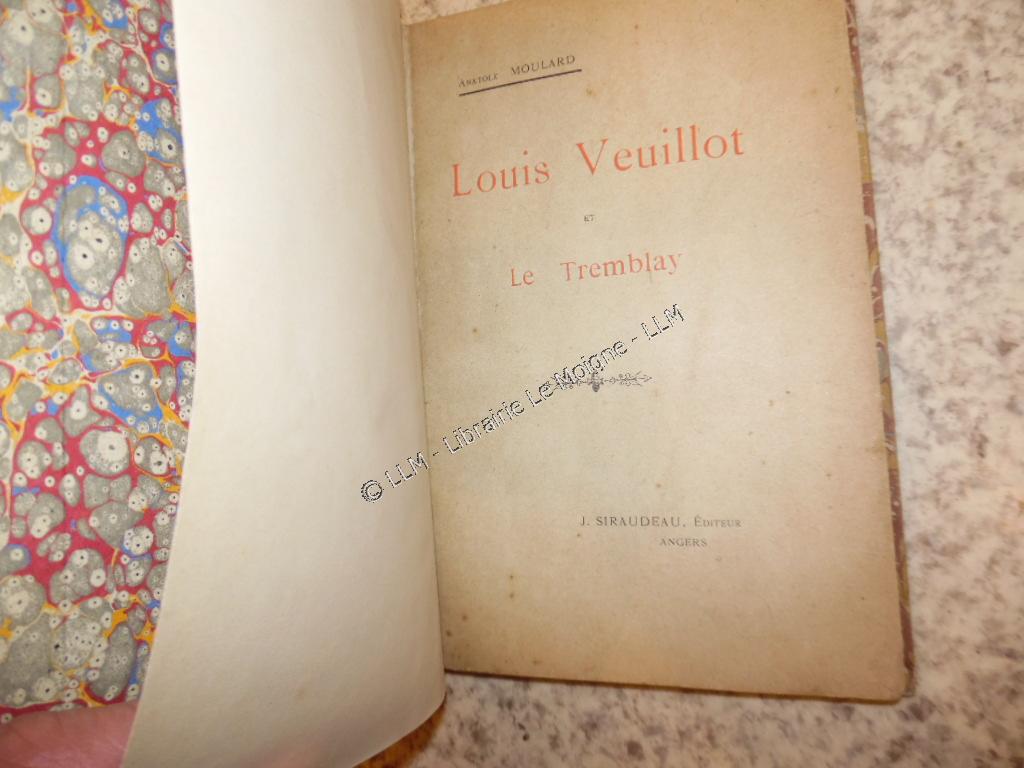 Anatole MOULARD
Louis Veuillot
ET
Le Tremblay
© LLM - Librairie Le Moigne - LLM
J. SIRAUDEAU, Éditeur
ANGERS